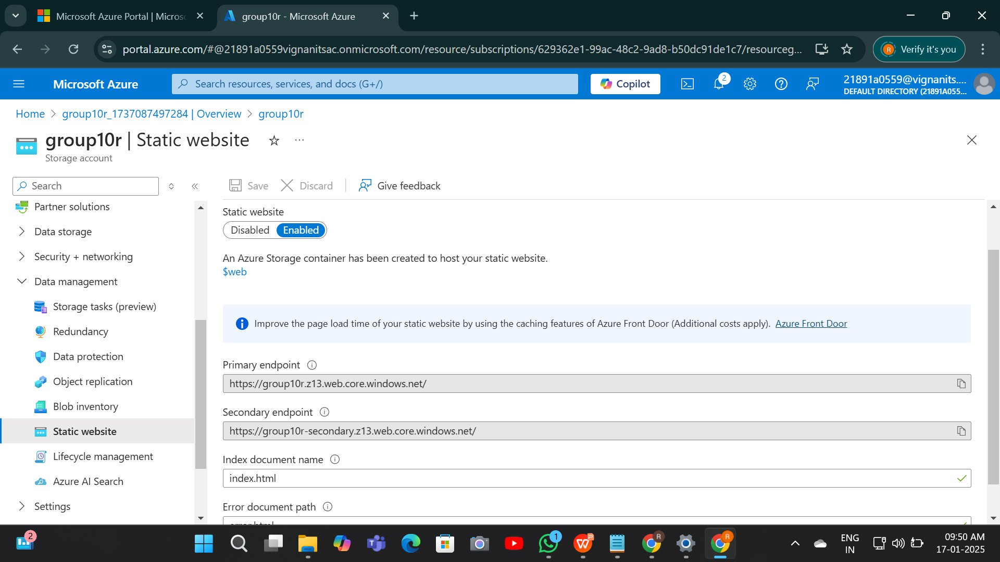 Microsoft Azure Portal | Micros
group10r - Microsoft Azure
portal.azure.com/#@21891a0559vignanitsac.onmicrosoft.com/resource/subscriptions/629362e1-99ac-48c2-9ad8-b50dc91de1c7/resourceg...
R
Verify it's you
Microsoft Azure
Search resources, services, and docs (G+/)
Copilot
2
21891a0559@vignanits....
DEFAULT DIRECTORY (21891A055...
Home > group10r_1737087497284 | Overview > group10r
group10r | Static website
Storage account
Search
Save
Discard
Give feedback
Partner solutions
Data storage
Security + networking
Data management
Storage tasks (preview)
Redundancy
Data protection
Object replication
Blob inventory
Static website
Lifecycle management
Azure AI Search
Settings
Static website
Disabled
Enabled
An Azure Storage container has been created to host your static website.
$web
Improve the page load time of your static website by using the caching features of Azure Front Door (Additional costs apply). Azure Front Door
Primary endpoint
https://group10r.z13.web.core.windows.net/
Secondary endpoint
https://group10r-secondary.z13.web.core.windows.net/
Index document name
index.html
Error document path
error.html
2
1
R
R
ENG
IN
09:50 AM
17-01-2025